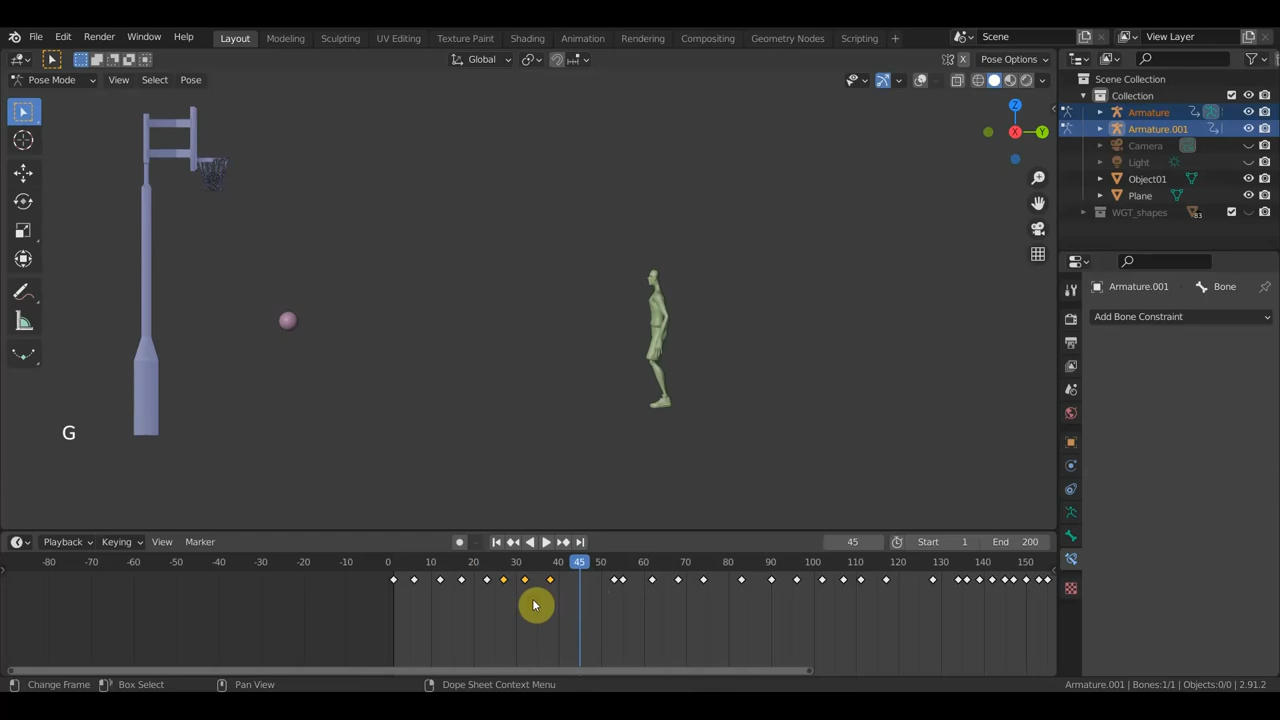 File Edit Render Window Help Layout Modeling Sculpting UV Editing Texture Paint Shading Animation Rendering Compositing Geometry Nodes Scripting + Scene View Layer
Global X Pose Options
Pose Mode View Select Pose
Scene Collection
Collection
Armature
Armature.001
Camera
Light
Object01
Plane
WGT_shapes 83
Z
X
Y
Armature.001 Bone
Add Bone Constraint
G
Playback Keying View Marker 45 Start 1 End 200
-80 -70 -60 -50 -40 -30 -20 -10 0 10 20 30 40 45 50 60 70 80 90 100 110 120 130 140 150
Change Frame Box Select Pan View Dope Sheet Context Menu Armature.001 | Bones:1/1 | Objects:0/0 | 2.91.2